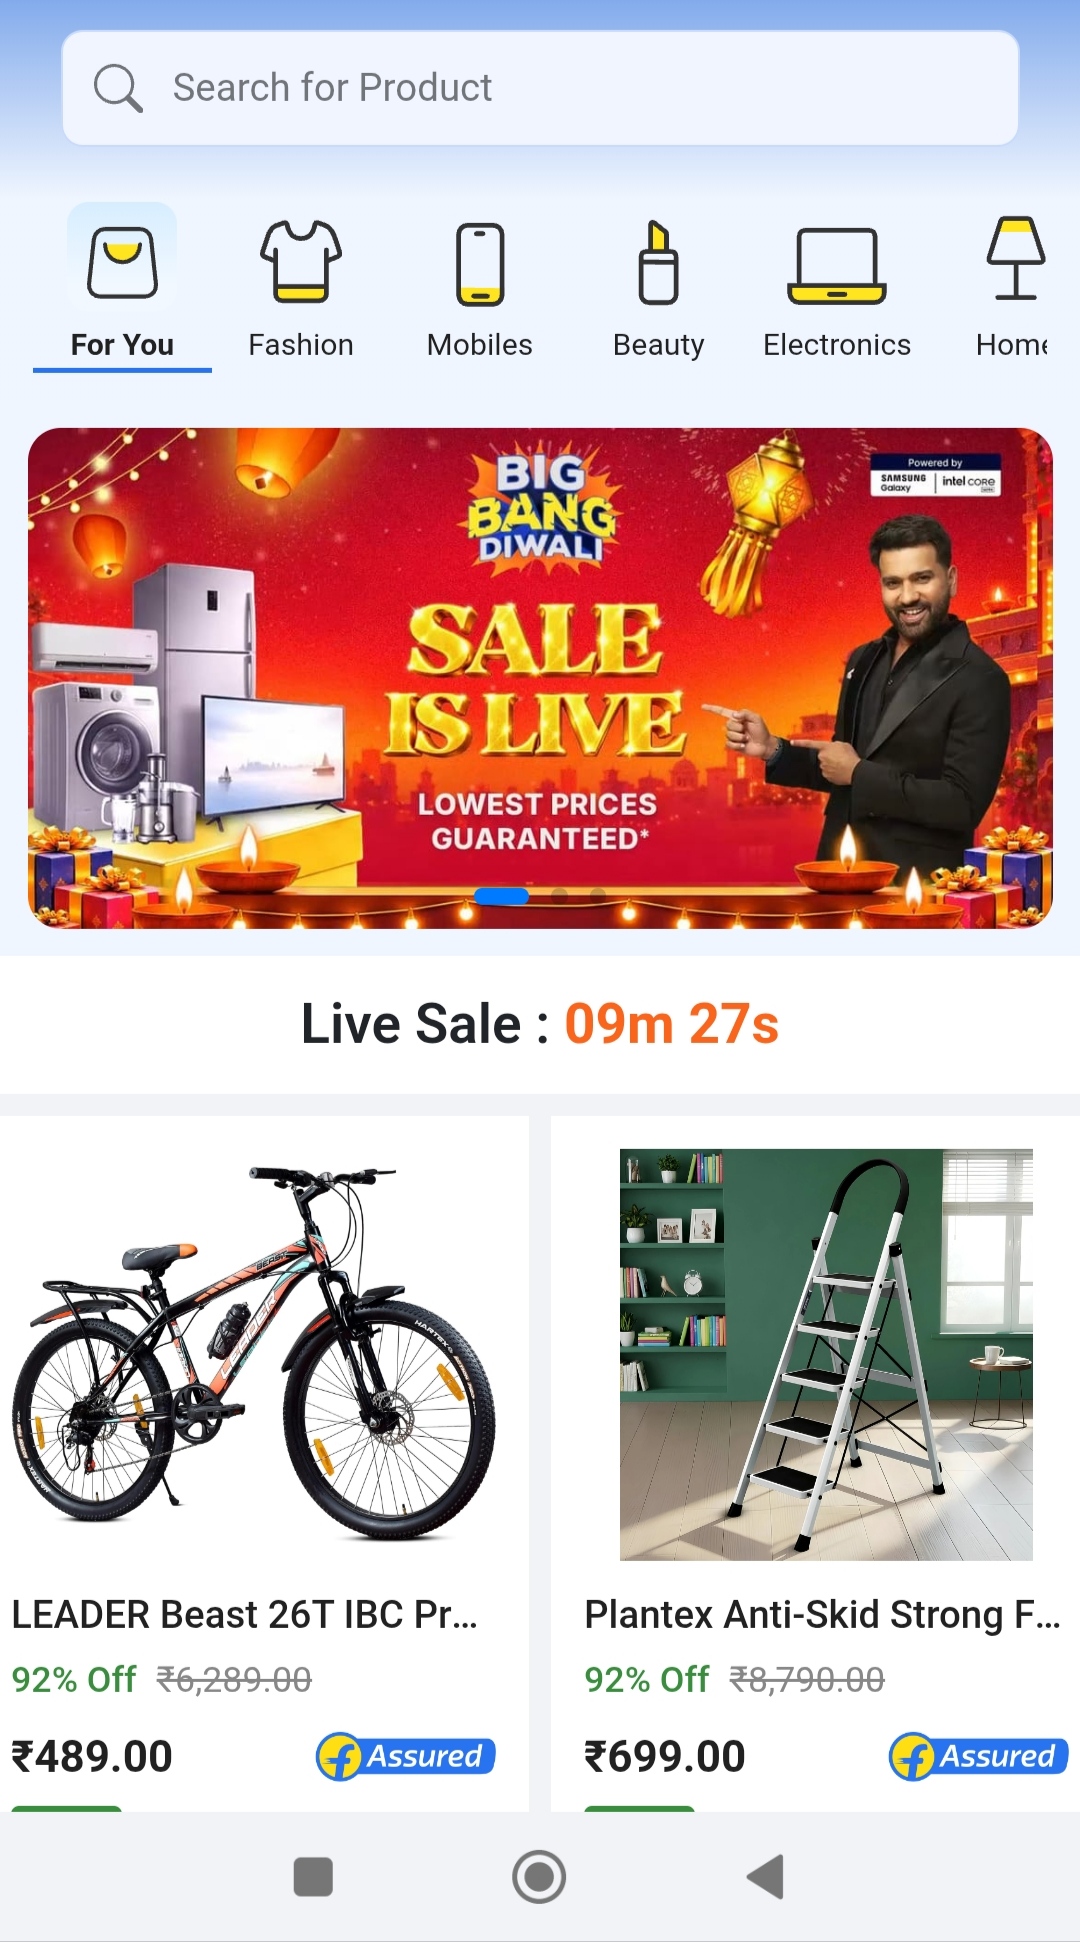 Search for Product
For You
Fashion
Mobiles
Beauty
Electronics
Home
BIG
BANG
DIWALI
Powered by
SAMSUNG
Galaxy
intel core
SALE
IS LIVE
LOWEST PRICES
GUARANTEED*
Live Sale : 09m 27s
BEAST
LEADER
LEADER Beast 26T IBC Pr...
92% Off ₹6,289.00
₹489.00
Assured
Plantex Anti-Skid Strong F...
92% Off ₹8,790.00
₹699.00
Assured